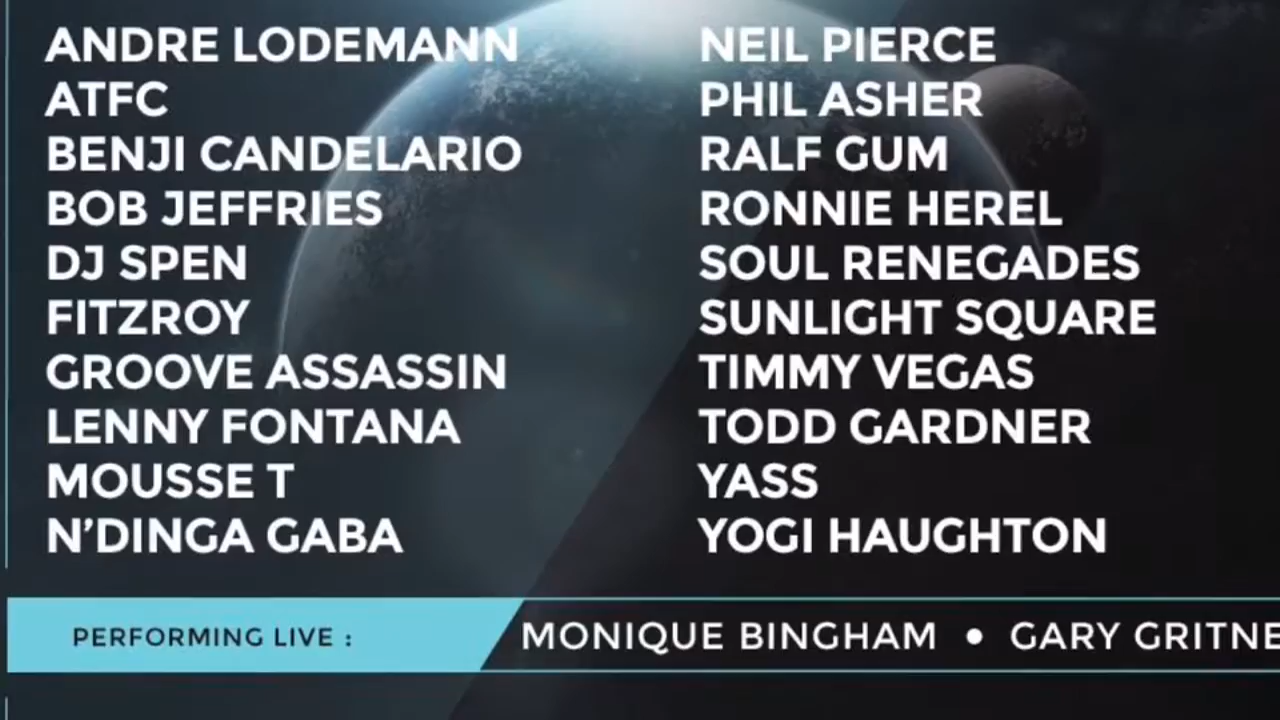 ANDRE LODEMANN
ATFC
BENJI CANDELARIO
BOB JEFFRIES
DJ SPEN
FITZROY
GROOVE ASSASSIN
LENNY FONTANA
MOUSSE T
N’DINGA GABA
NEIL PIERCE
PHIL ASHER
RALF GUM
RONNIE HEREL
SOUL RENEGADES
SUNLIGHT SQUARE
TIMMY VEGAS
TODD GARDNER
YASS
YOGI HAUGHTON
PERFORMING LIVE : MONIQUE BINGHAM • GARY GRITNE